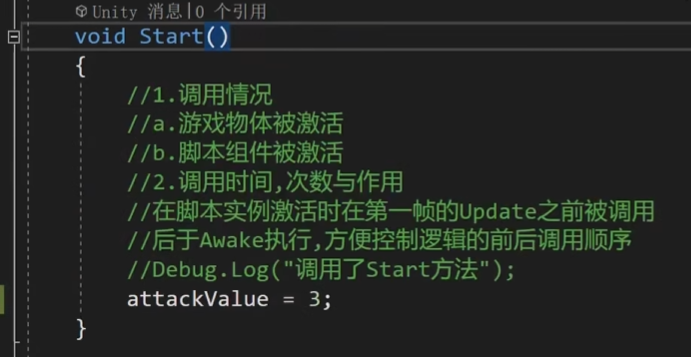 Unity 消息|0 个引用
void Start()
{
//1.调用情况
//a.游戏物体被激活
//b.脚本组件被激活
//2.调用时间,次数与作用
//在脚本实例激活时在第一帧的Update之前被调用
//后于Awake执行,方便控制逻辑的前后调用顺序
//Debug.Log("调用了Start方法");
attackValue = 3;
}